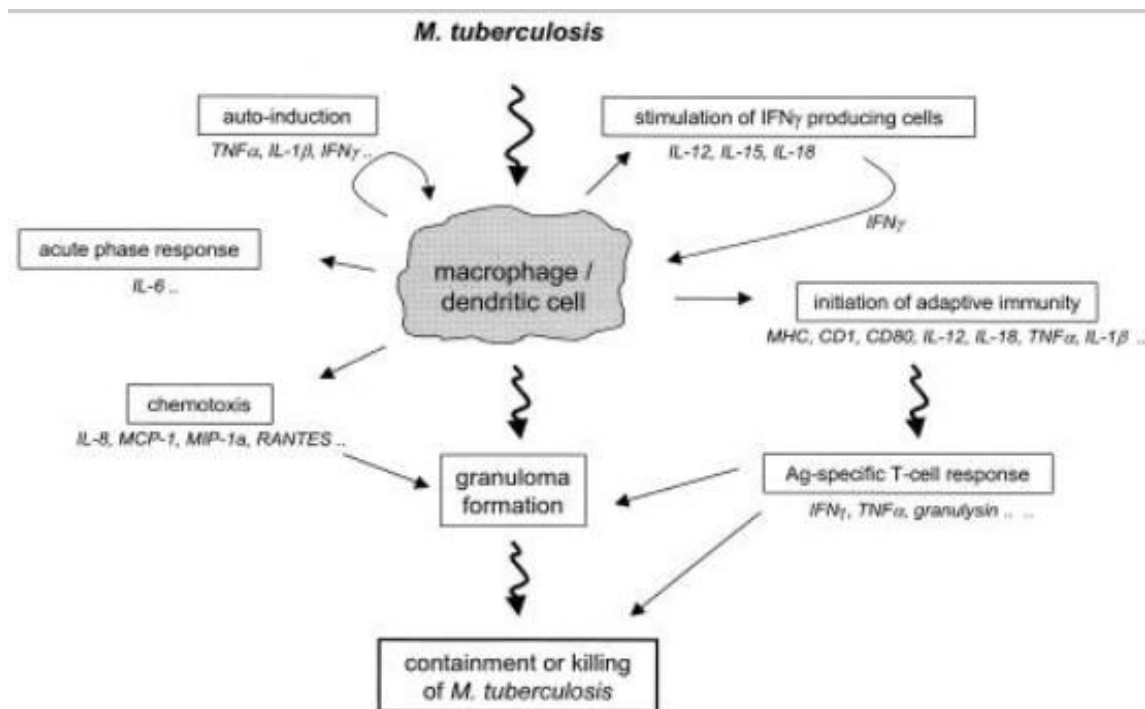 M. tuberculosis
auto-induction
TNFα, IL-1β, IFNγ ..
stimulation of IFNγ producing cells
IL-12, IL-15, IL-18
IFNγ
acute phase response
IL-6 ..
macrophage /
dendritic cell
initiation of adaptive immunity
MHC, CD1, CD80, IL-12, IL-18, TNFα, IL-1β ..
chemotoxis
IL-8, MCP-1, MIP-1a, RANTES ..
granuloma
formation
Ag-specific T-cell response
IFNγ, TNFα, granulysin .. ..
containment or killing
of M. tuberculosis